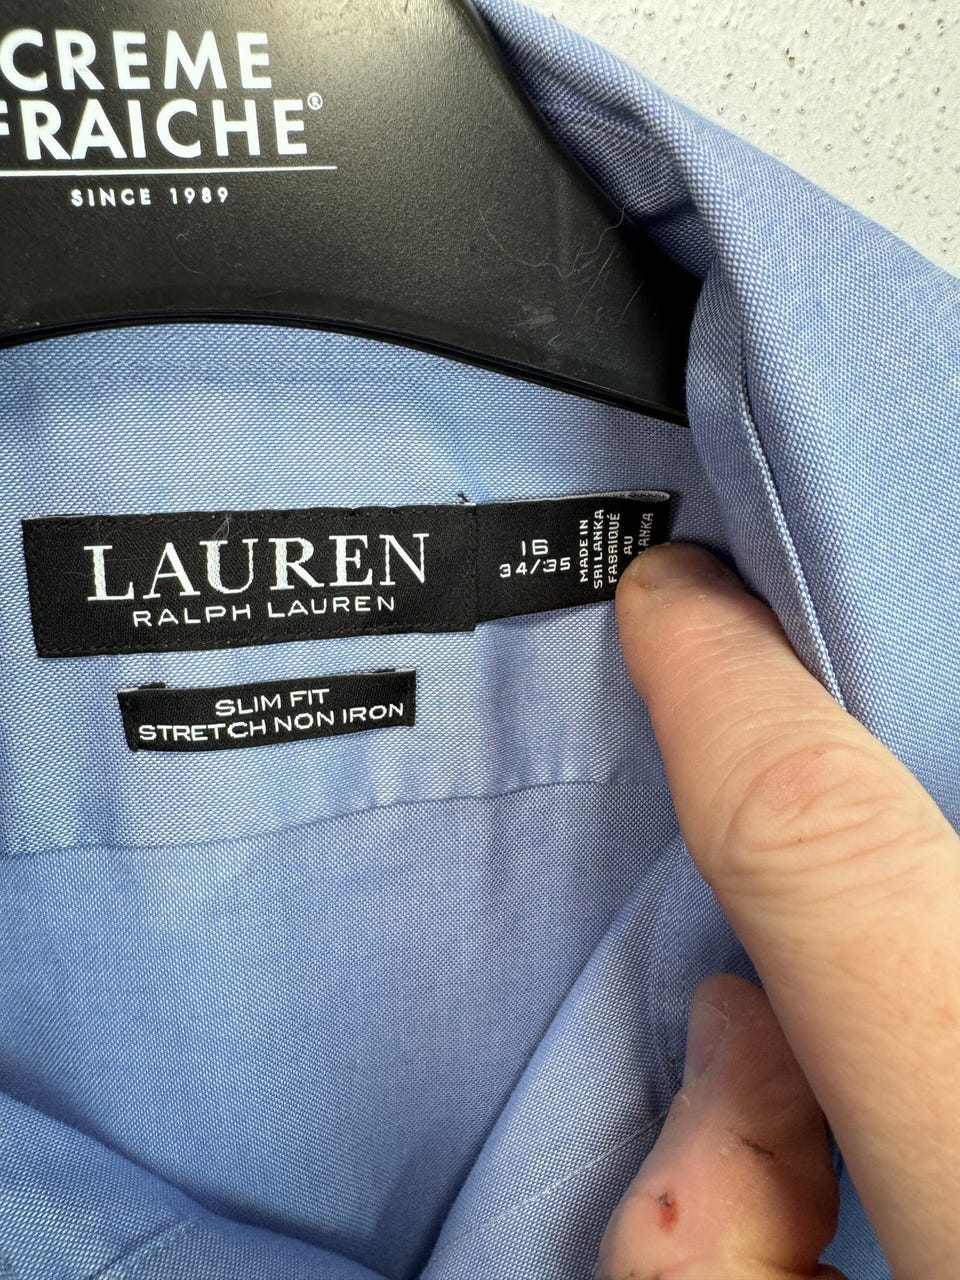 CREME
FRAICHE®
SINCE 1989
LAUREN
RALPH LAUREN
16
34/35
MADE IN
SRI LANKA
FABRIQUÉ
AU
LANKA
SLIM FIT
STRETCH NON IRON